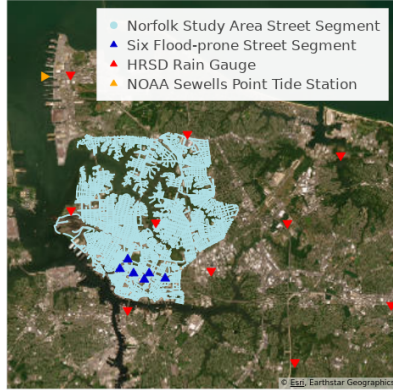 Norfolk Study Area Street Segment
Six Flood-prone Street Segment
HRSD Rain Gauge
NOAA Sewells Point Tide Station
© Esri, Earthstar Geographics